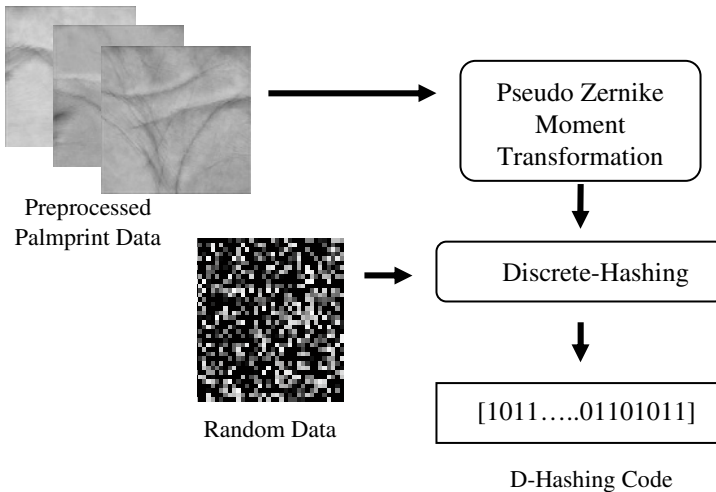 Pseudo Zernike
Moment
Transformation
Preprocessed
Palmprint Data
Discrete-Hashing
[1011…..01101011]
Random Data
D-Hashing Code